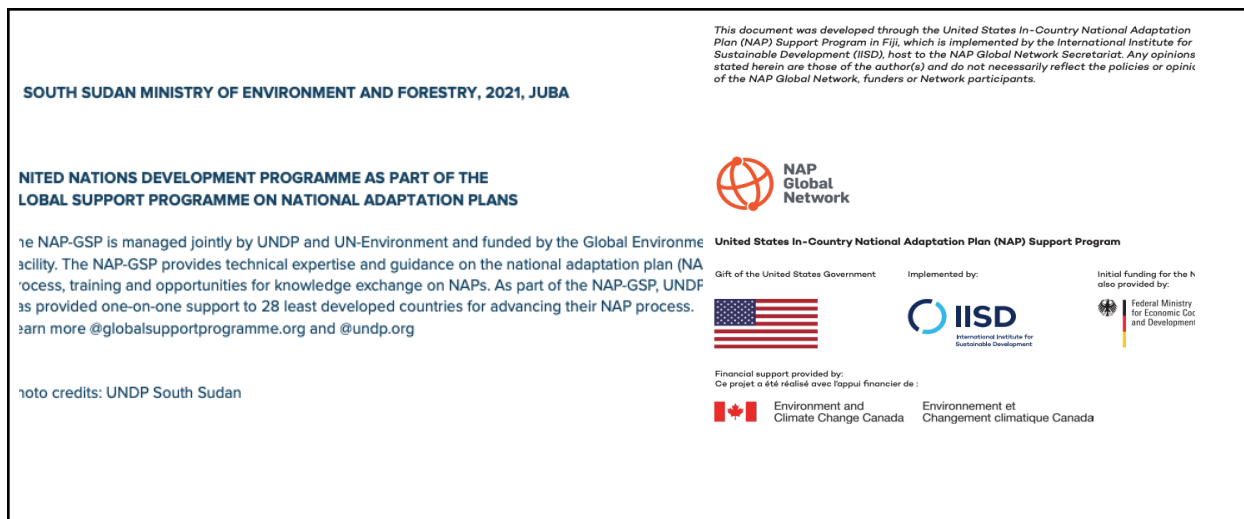 SOUTH SUDAN MINISTRY OF ENVIRONMENT AND FORESTRY, 2021, JUBA
NITED NATIONS DEVELOPMENT PROGRAMME AS PART OF THE
LOBAL SUPPORT PROGRAMME ON NATIONAL ADAPTATION PLANS
he NAP-GSP is managed jointly by UNDP and UN-Environment and funded by the Global Environme
acility. The NAP-GSP provides technical expertise and guidance on the national adaptation plan (NA
rocess, training and opportunities for knowledge exchange on NAPs. As part of the NAP-GSP, UNDP
as provided one-on-one support to 28 least developed countries for advancing their NAP process.
earn more @globalsupportprogramme.org and @undp.org
hoto credits: UNDP South Sudan
This document was developed through the United States In-Country National Adaptation
Plan (NAP) Support Program in Fiji, which is implemented by the International Institute for
Sustainable Development (IISD), host to the NAP Global Network Secretariat. Any opinions
stated herein are those of the author(s) and do not necessarily reflect the policies or opinic
of the NAP Global Network, funders or Network participants.
NAP
Global
Network
United States In-Country National Adaptation Plan (NAP) Support Program
Gift of the United States Government
Implemented by:
Initial funding for the N
also provided by:
IISD
International Institute for
Sustainable Development
Federal Ministry
for Economic Coo
and Development
Financial support provided by:
Ce projet a été réalisé avec l'appui financier de :
Environment and
Climate Change Canada
Environnement et
Changement climatique Canada